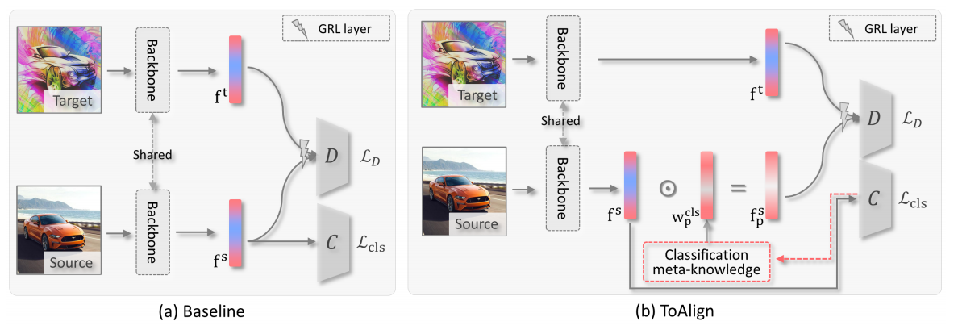 GRL layer
Backbone
Target
f^t
Shared
D
ℒ_D
Backbone
Source
f^s
C
ℒ_cls
(a) Baseline
GRL layer
Backbone
Target
f^t
Shared
D
ℒ_D
Backbone
Source
f^s
⊙
w_p^cls
=
f_p^s
C
ℒ_cls
Classification
meta-knowledge
(b) ToAlign